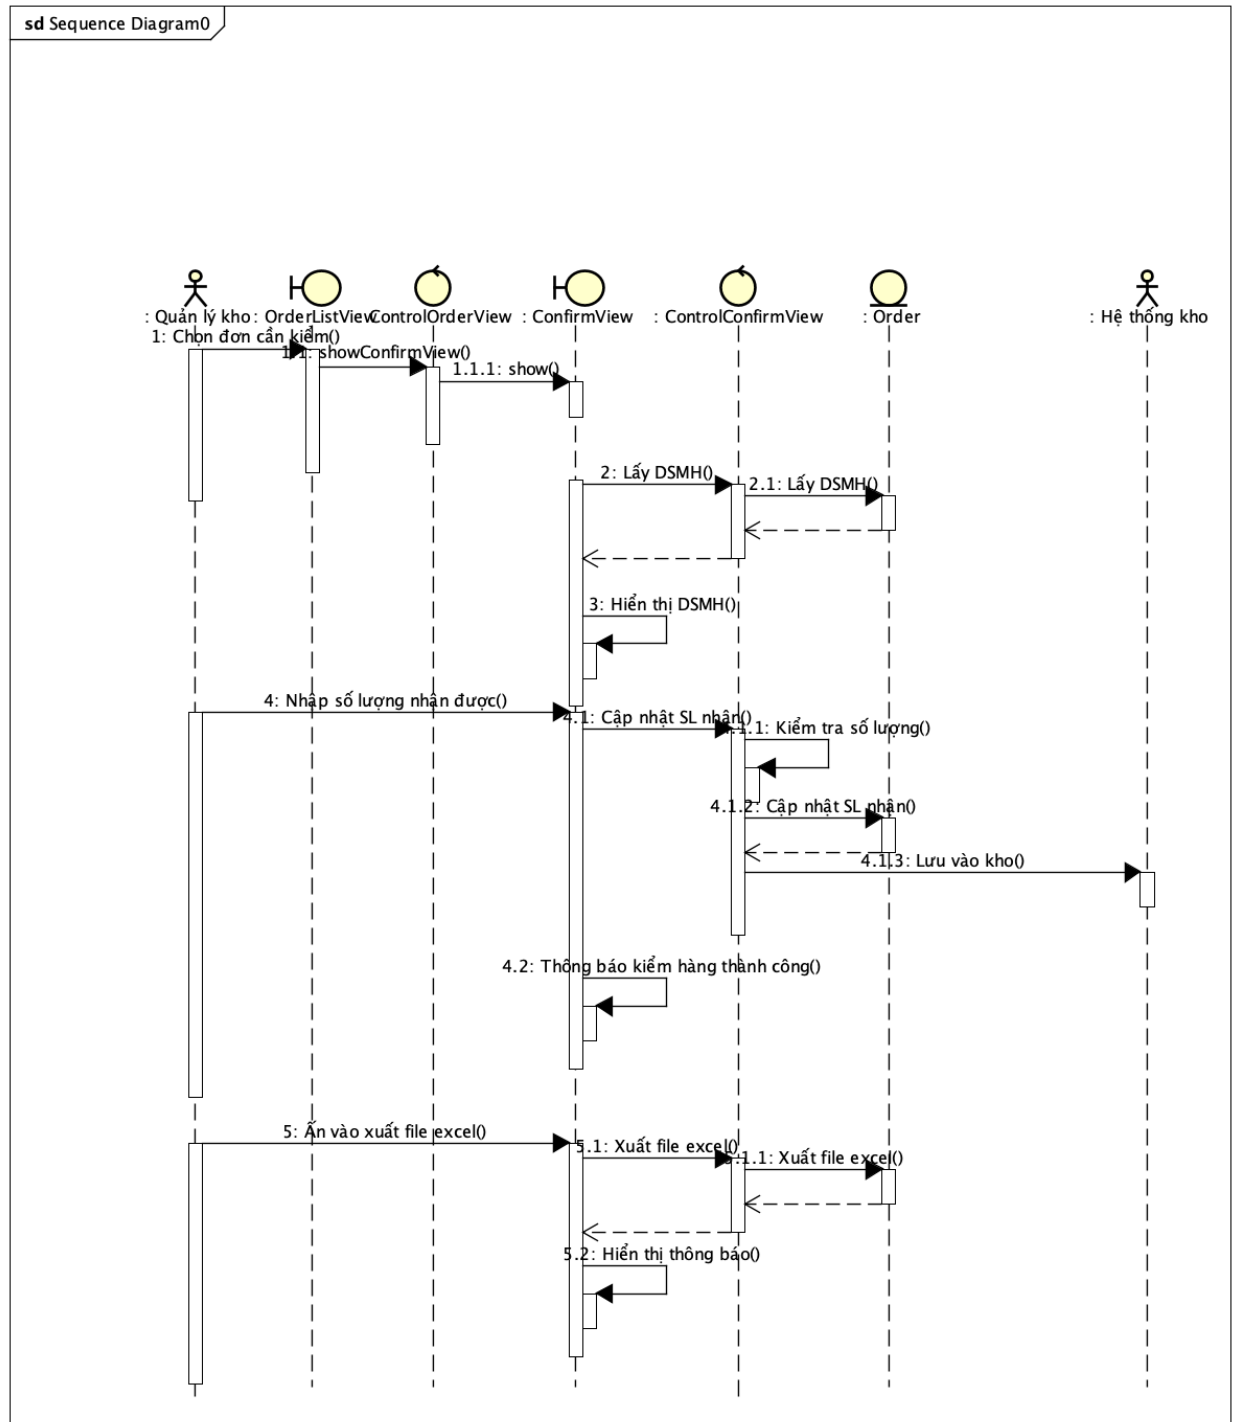 sd Sequence Diagram0
: Quản lý kho
: OrderListView
ControlOrderView
: ConfirmView
: ControlConfirmView
: Order
: Hệ thống kho
1: Chọn đơn cần kiểm()
1.1: showConfirmView()
1.1.1: show()
2: Lấy DSMH()
2.1: Lấy DSMH()
3: Hiển thị DSMH()
4: Nhập số lượng nhận được()
4.1: Cập nhật SL nhận()
4.1.1: Kiểm tra số lượng()
4.1.2: Cập nhật SL nhận()
4.1.3: Lưu vào kho()
4.2: Thông báo kiểm hàng thành công()
5: Ấn vào xuất file excel()
5.1: Xuất file excel()
5.1.1: Xuất file excel()
5.2: Hiển thị thông báo()